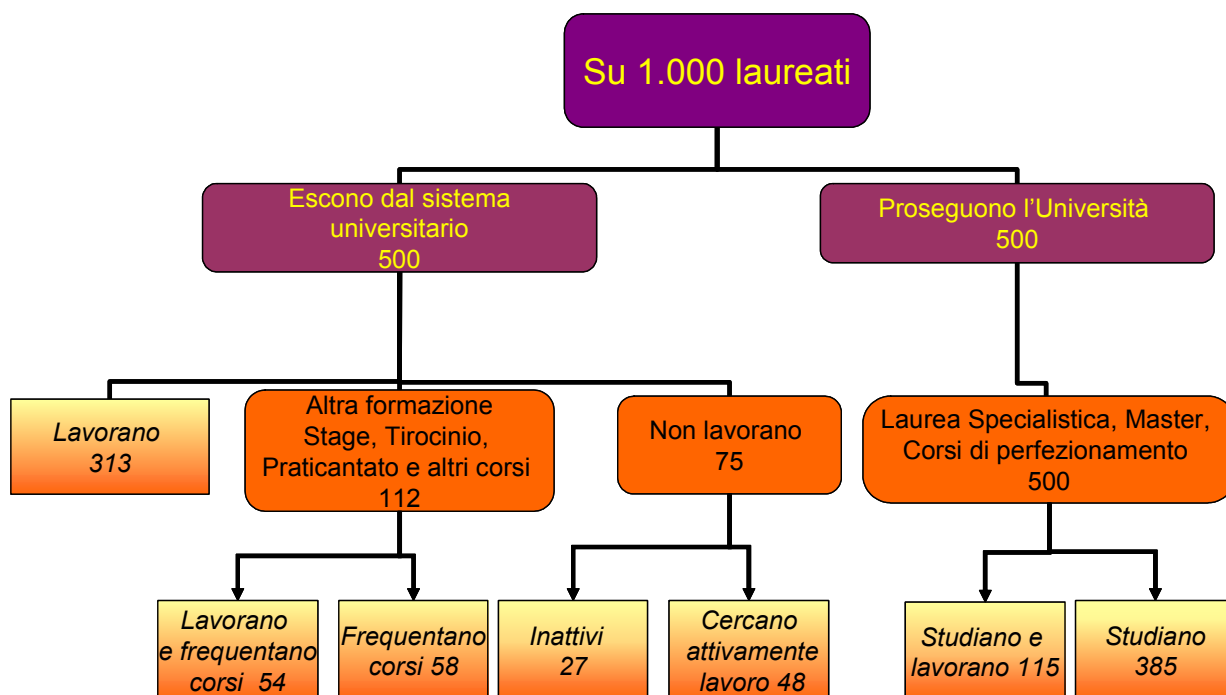 Su 1.000 laureati
Escono dal sistema
universitario
500
Proseguono l’Università
500
Lavorano
313
Altra formazione
Stage, Tirocinio,
Praticantato e altri corsi
112
Non lavorano
75
Laurea Specialistica, Master,
Corsi di perfezionamento
500
Lavorano
e frequentano
corsi 54
Frequentano
corsi 58
Inattivi
27
Cercano
attivamente
lavoro 48
Studiano e
lavorano 115
Studiano
385